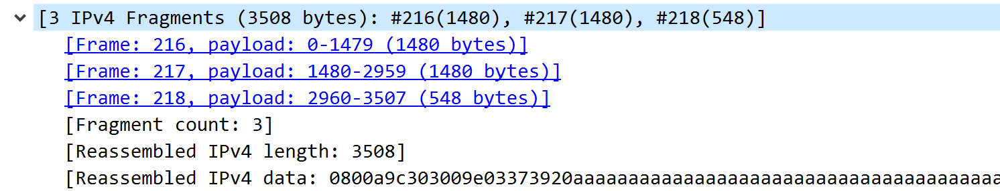 [3 IPv4 Fragments (3508 bytes): #216(1480), #217(1480), #218(548)]
[Frame: 216, payload: 0-1479 (1480 bytes)]
[Frame: 217, payload: 1480-2959 (1480 bytes)]
[Frame: 218, payload: 2960-3507 (548 bytes)]
[Fragment count: 3]
[Reassembled IPv4 length: 3508]
[Reassembled IPv4 data: 0800a9c303009e03373920aaaaaaaaaaaaaaaaaaaaaaaaaaaaaaaaaaaaaaa